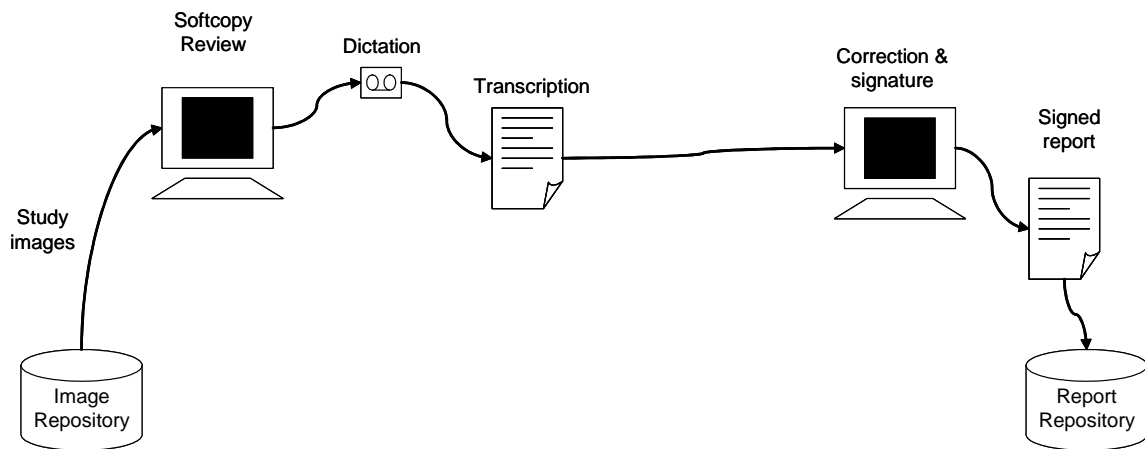 Softcopy
Review
Dictation
Transcription
Correction &
signature
Signed
report
Study
images
Image
Repository
Report
Repository